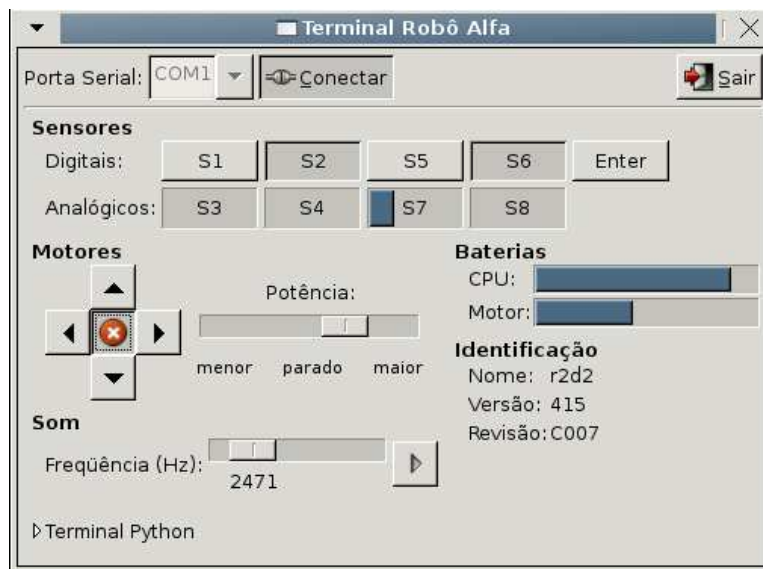 Terminal Robô Alfa
Porta Serial: COM1 Conectar Sair
Sensores
Digitais: S1 S2 S5 S6 Enter
Analógicos: S3 S4 S7 S8
Motores
Potência:
menor parado maior
Baterias
CPU:
Motor:
Identificação
Nome: r2d2
Versão: 415
Revisão: C007
Som
Freqüência (Hz):
2471
Terminal Python